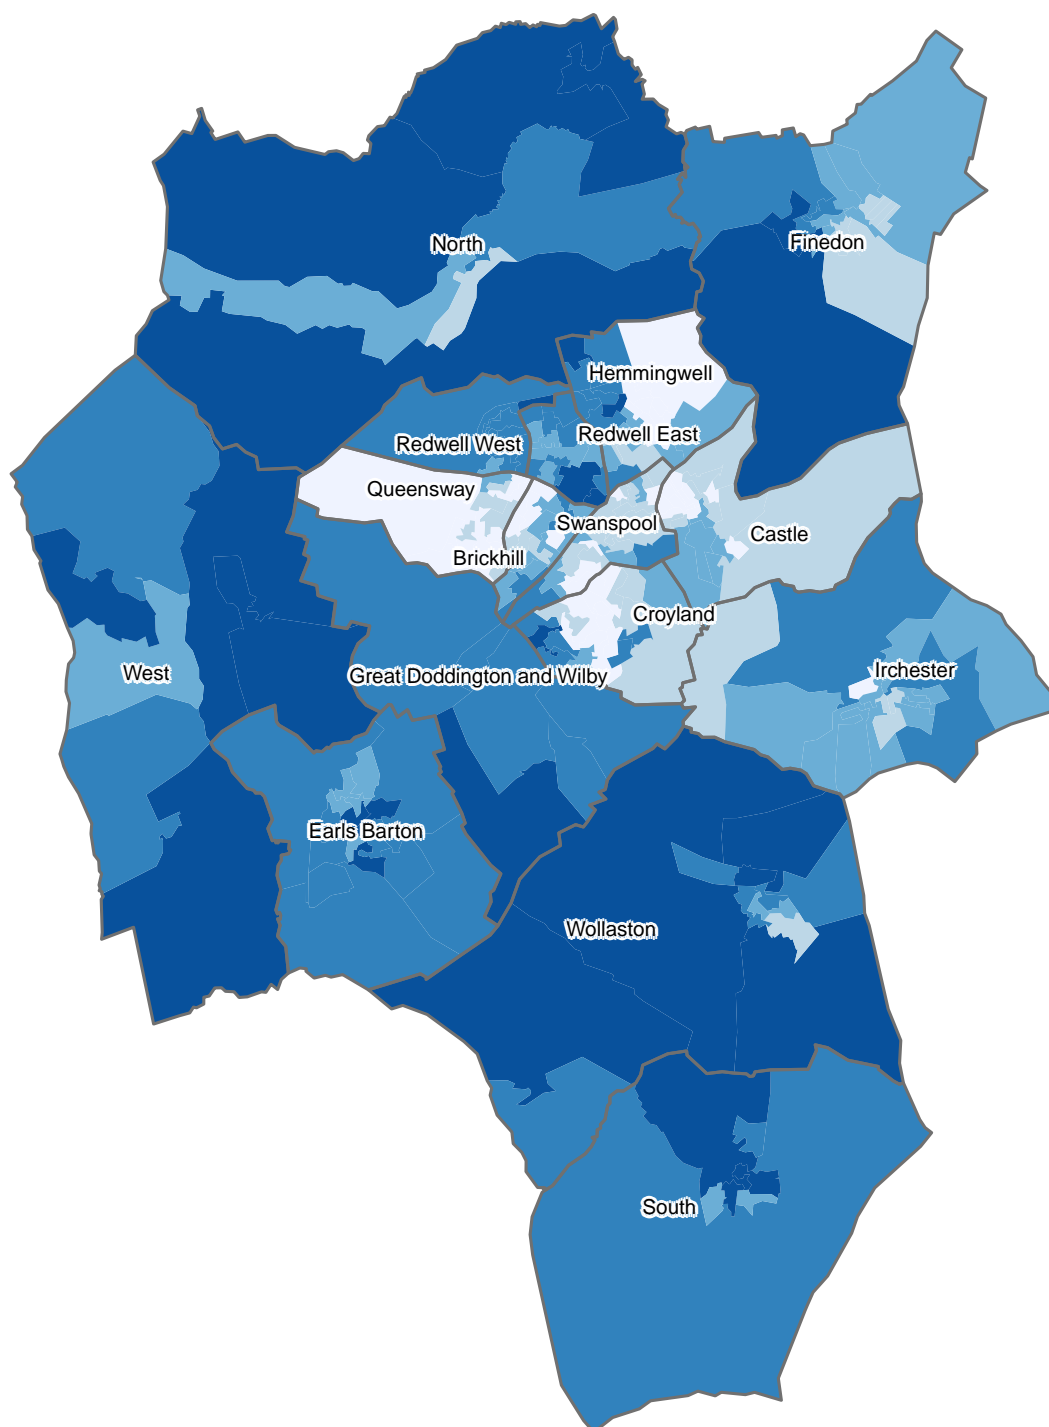 North
Finedon
Hemmingwell
Redwell West
Redwell East
Queensway
Swanspool
Castle
Brickhill
Croyland
West
Great Doddington and Wilby
Irchester
Earls Barton
Wollaston
South